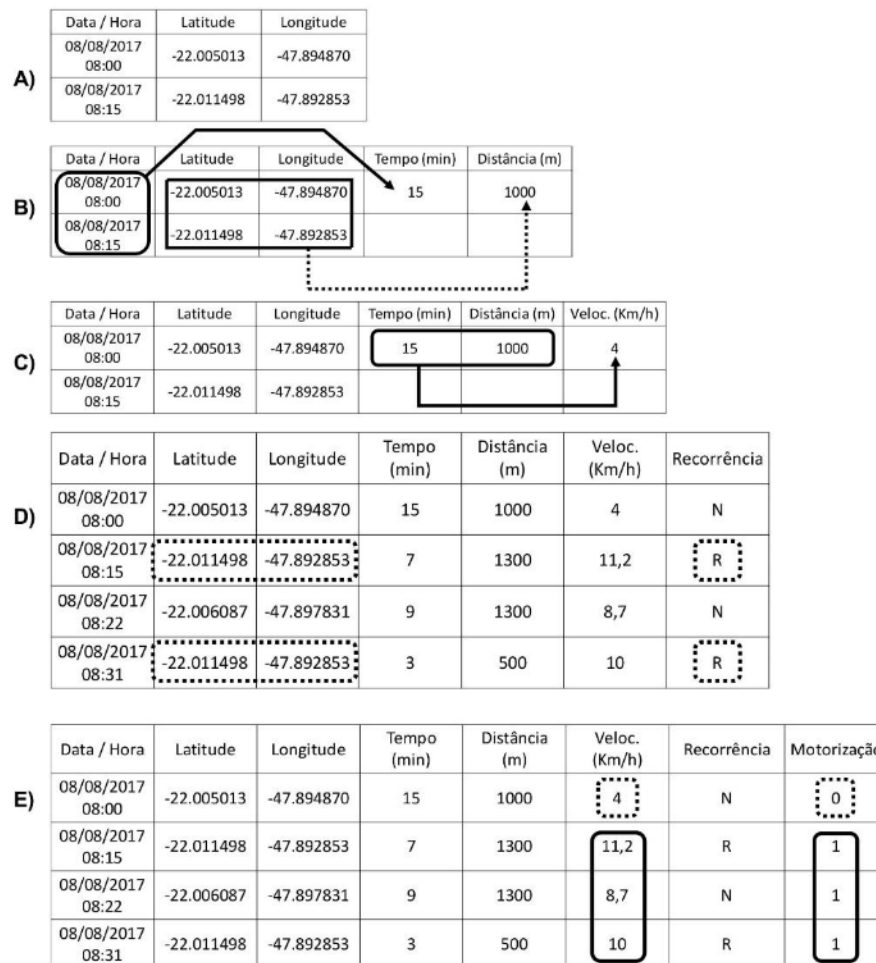 A)
Data / Hora Latitude Longitude
08/08/2017
08:00 -22.005013 -47.894870
08/08/2017
08:15 -22.011498 -47.892853
B)
Data / Hora Latitude Longitude Tempo (min) Distância (m)
08/08/2017
08:00 -22.005013 -47.894870 15 1000
08/08/2017
08:15 -22.011498 -47.892853
C)
Data / Hora Latitude Longitude Tempo (min) Distância (m) Veloc. (Km/h)
08/08/2017
08:00 -22.005013 -47.894870 15 1000 4
08/08/2017
08:15 -22.011498 -47.892853
D)
Data / Hora Latitude Longitude Tempo
(min) Distância
(m) Veloc.
(Km/h) Recorrência
08/08/2017
08:00 -22.005013 -47.894870 15 1000 4 N
08/08/2017
08:15 -22.011498 -47.892853 7 1300 11,2 R
08/08/2017
08:22 -22.006087 -47.897831 9 1300 8,7 N
08/08/2017
08:31 -22.011498 -47.892853 3 500 10 R
E)
Data / Hora Latitude Longitude Tempo
(min) Distância
(m) Veloc.
(Km/h) Recorrência Motorização
08/08/2017
08:00 -22.005013 -47.894870 15 1000 4 N 0
08/08/2017
08:15 -22.011498 -47.892853 7 1300 11,2 R 1
08/08/2017
08:22 -22.006087 -47.897831 9 1300 8,7 N 1
08/08/2017
08:31 -22.011498 -47.892853 3 500 10 R 1